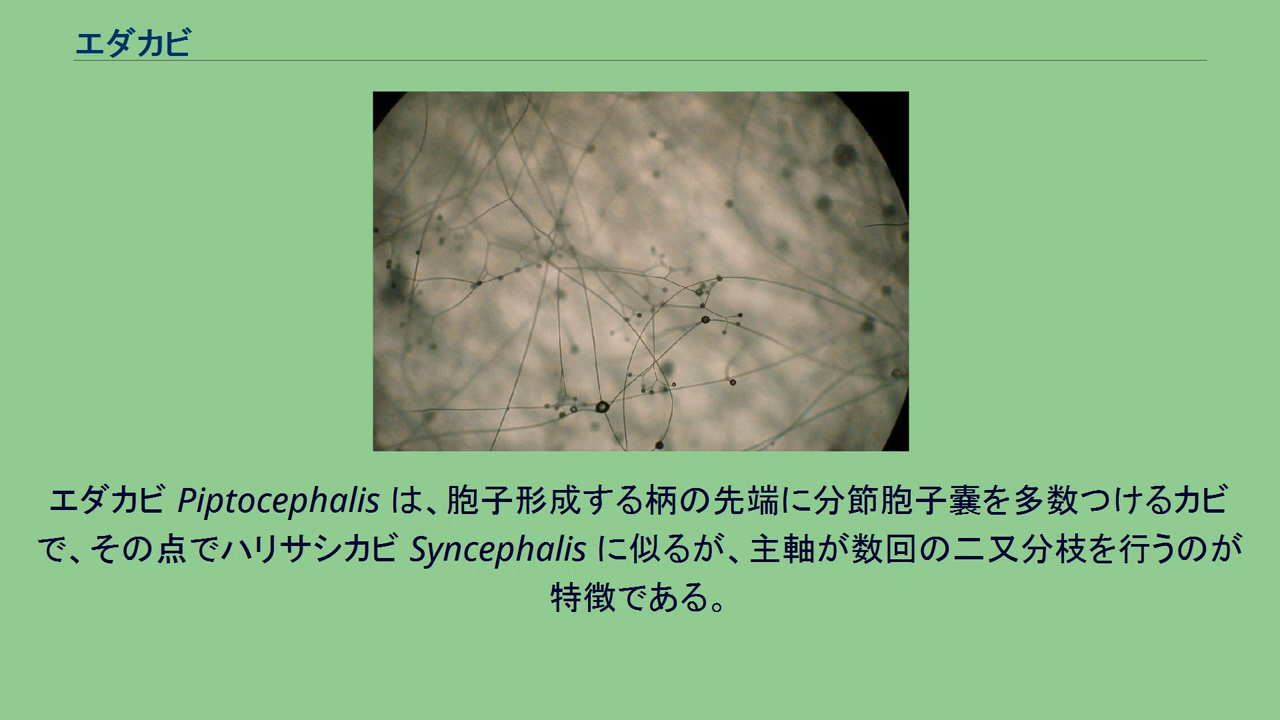 エダカビ
エダカビ Piptocephalis は、胞子形成する柄の先端に分節胞子嚢を多数つけるカビ
で、その点でハリサシカビ Syncephalis に似るが、主軸が数回の二又分枝を行うのが
特徴である。